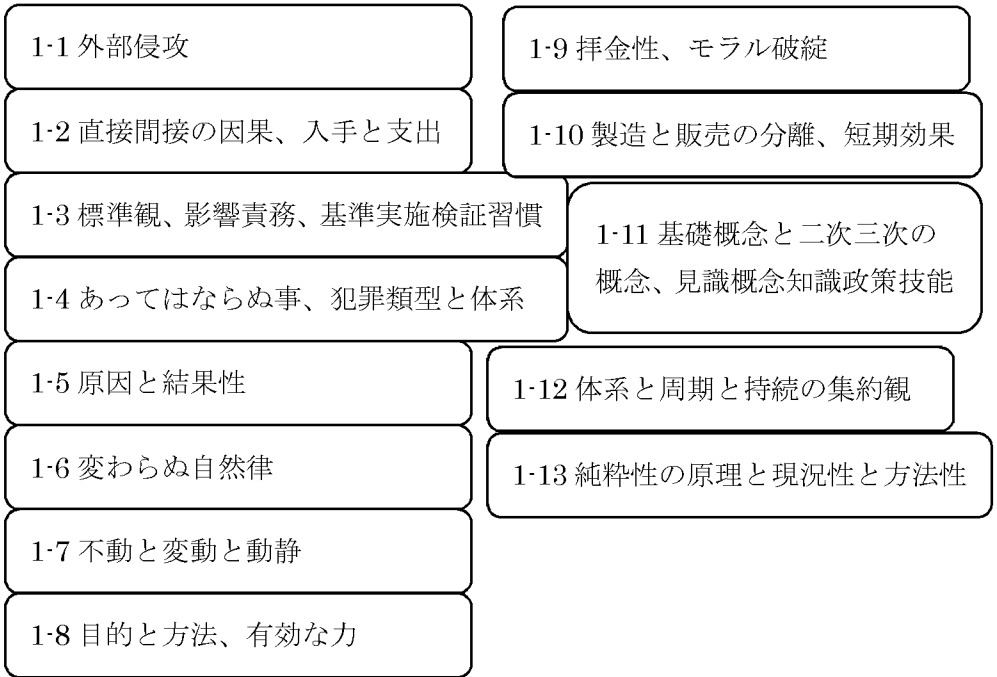 1-1 外部侵攻
1-2 直接間接の因果、入手と支出
1-3 標準観、影響責務、基準実施検証習慣
1-4 あってはならぬ事、犯罪類型と体系
1-5 原因と結果性
1-6 変わらぬ自然律
1-7 不動と変動と動静
1-8 目的と方法、有効な力
1-9 拝金性、モラル破綻
1-10 製造と販売の分離、短期効果
1-11 基礎概念と二次三次の
概念、見識概念知識政策技能
1-12 体系と周期と持続の集約観
1-13 純粋性の原理と現況性と方法性